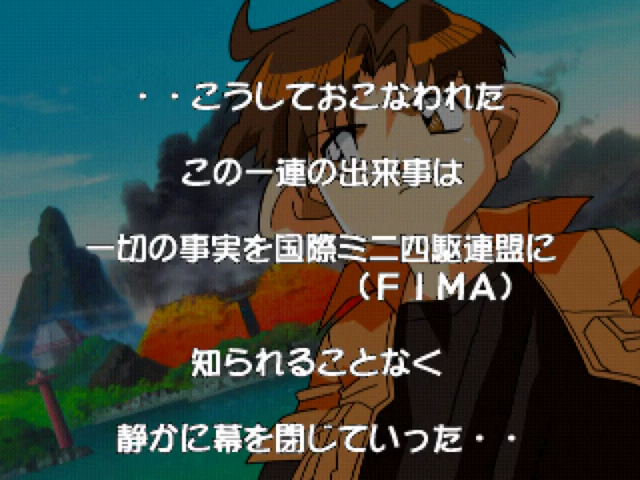 ・・こうしておこなわれた
この一連の出来事は
一切の事実を国際ミニ四駆連盟に
（ＦＩＭＡ）
知られることなく
静かに幕を閉じていった・・